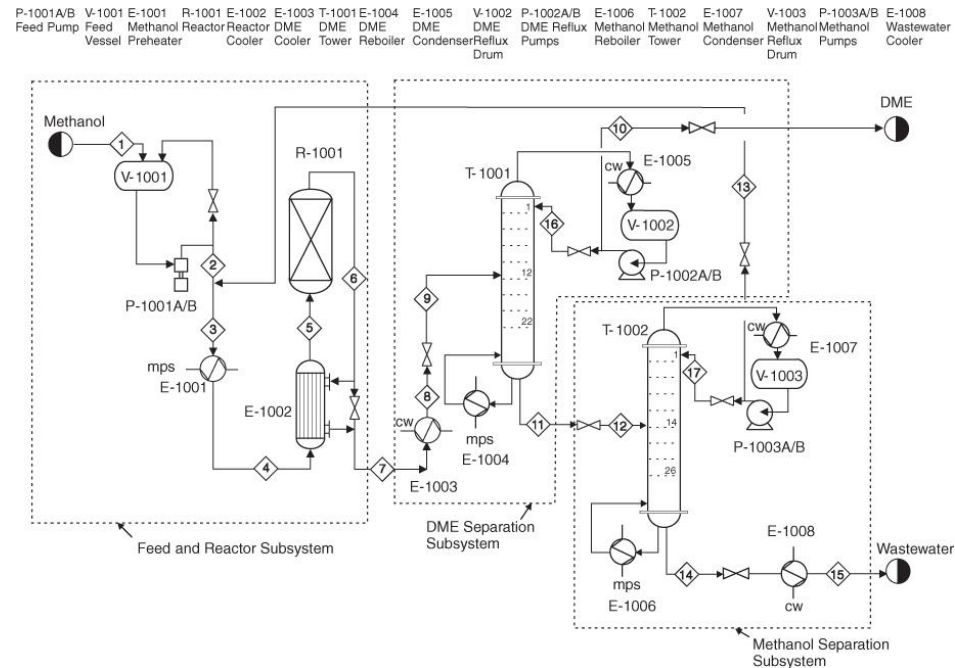 P-1001A/B V-1001 E-1001 R-1001 E-1002 E-1003 T-1001 E-1004 E-1005 V-1002 P-1002A/B E-1006 T-1002 E-1007 V-1003 P-1003A/B E-1008
Feed Pump Feed Methanol Reactor Reactor DME DME DME DME DME DME Reflux Methanol Methanol Methanol Methanol Methanol Wastewater
Vessel Preheater Cooler Cooler Tower Reboiler Condenser Reflux Pumps Reboiler Tower Condenser Reflux Pumps Cooler
Drum Drum
Methanol
1
V-1001
R-1001
T-1001
10
DME
cw
E-1005
1
16
V-1002
13
2
6
P-1001A/B
12
P-1002A/B
9
3
5
22
T-1002
mps
E-1001
cw
E-1007
1
17
V-1003
E-1002
8
cw
mps
E-1004
11
12
14
P-1003A/B
4
7
E-1003
26
Feed and Reactor Subsystem
DME Separation
Subsystem
E-1008
Wastewater
mps
E-1006
14
15
cw
Methanol Separation
Subsystem